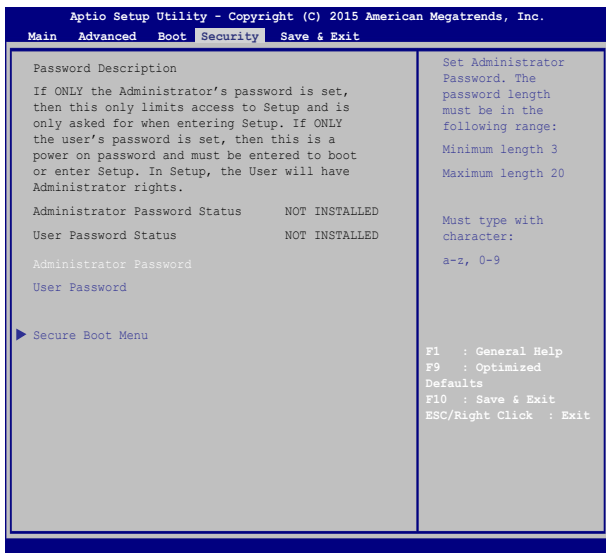 Aptio Setup Utility - Copyright (C) 2015 American Megatrends, Inc.
Main Advanced Boot Security Save & Exit
Password Description
If ONLY the Administrator's password is set,
then this only limits access to Setup and is
only asked for when entering Setup. If ONLY
the user's password is set, then this is a
power on password and must be entered to boot
or enter Setup. In Setup, the User will have
Administrator rights.
Administrator Password Status NOT INSTALLED
User Password Status NOT INSTALLED
Administrator Password
User Password
Secure Boot Menu
Set Administrator
Password. The
password length
must be in the
following range:
Minimum length 3
Maximum length 20
Must type with
character:
a-z, 0-9
F1 : General Help
F9 : Optimized
Defaults
F10 : Save & Exit
ESC/Right Click : Exit